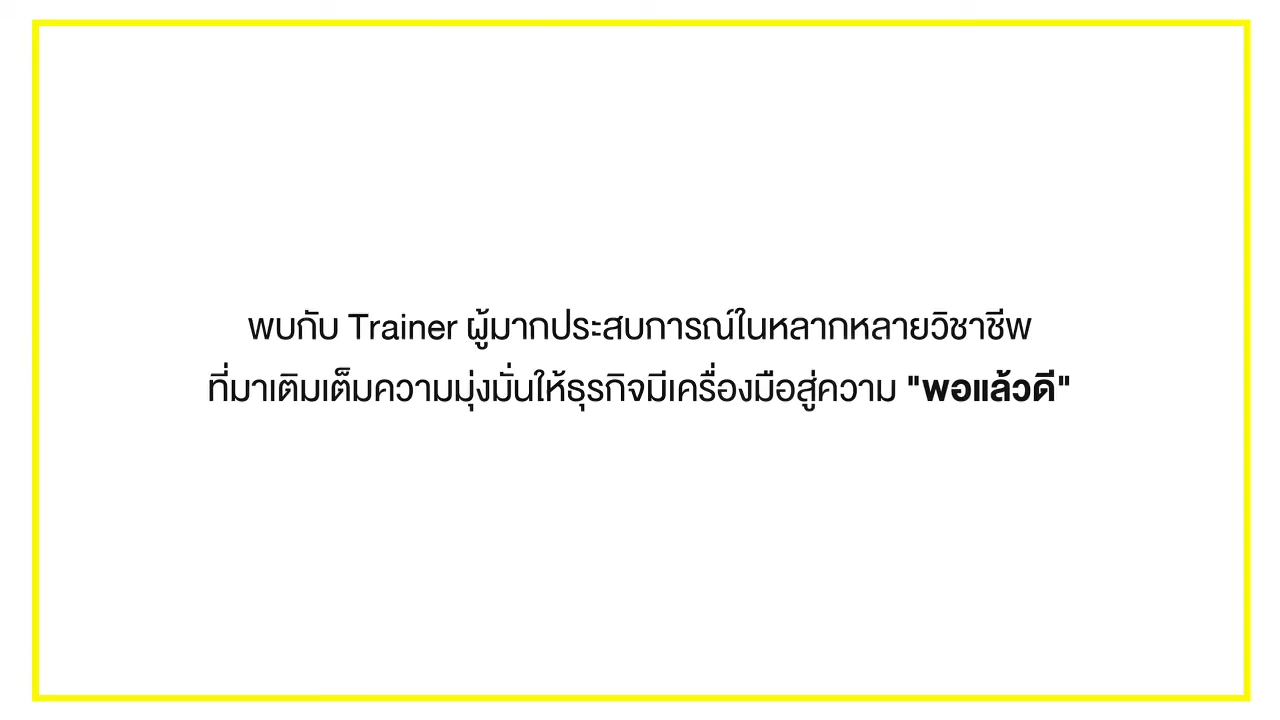 พบกับ Trainer ผู้มากประสบการณ์ในหลากหลายวิชาชีพ
ที่มาเติมเต็มความมุ่งมั่นให้ธุรกิจมีเครื่องมือสู่ความ "พอแล้วดี"